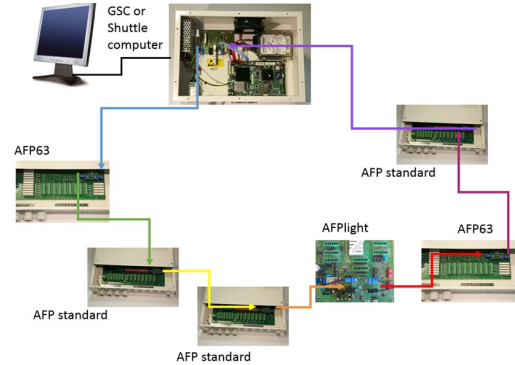 GSC or
Shuttle
computer
AFP63
AFP standard
AFPlight
AFP63
AFP standard
AFP standard